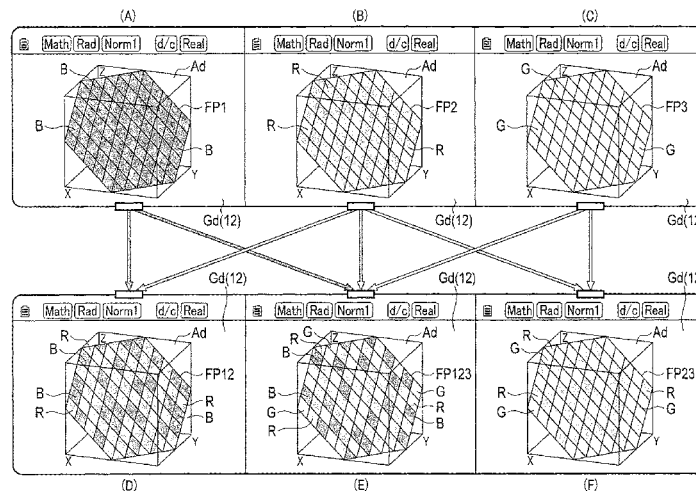 (A) (B) (C)
Math Rad Norm1 d/c Real Math Rad Norm1 d/c Real Math Rad Norm1 d/c Real
B Z Ad R Z Ad G Z Ad
FP1 FP2 FP3
B R G
B R G
X Y X Y X Y
Gd(12) Gd(12) Gd(12
Gd(12) Gd(12) Gd(12
Math Rad Norm1 d/c Real Math Rad Norm1 d/c Real Math Rad Norm1 d/c Real
R Z Ad G Z Ad R Z Ad
B R G
B
FP12 FP123 FP23
B B G R R
R R G R R G
B R B G
X Y X Y X Y
(D) (E) (F)